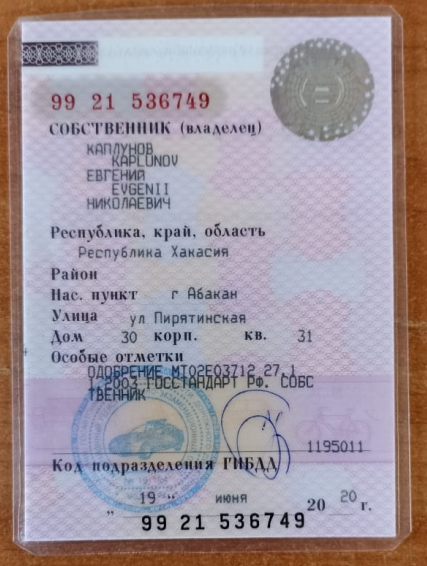 99 21 536749
СОБСТВЕННИК (владелец)
КАПЛУНОВ
KAPLUNOV
ЕВГЕНИЙ
EVGENII
НИКОЛАЕВИЧ
Республика, край, область
Республика Хакасия
Район
Нас. пункт г Абакан
Улица ул Пирятинская
Дом 30 корп. кв. 31
Особые отметки
ОДОБРЕНИЕ МТ02Е03712 27.1
1.2003 ГОССТАНДАРТ РФ. СОБС
ТВЕННИК
1195011
Код подразделения ГИБДД
" 19 " июня 20 20 г.
99 21 536749